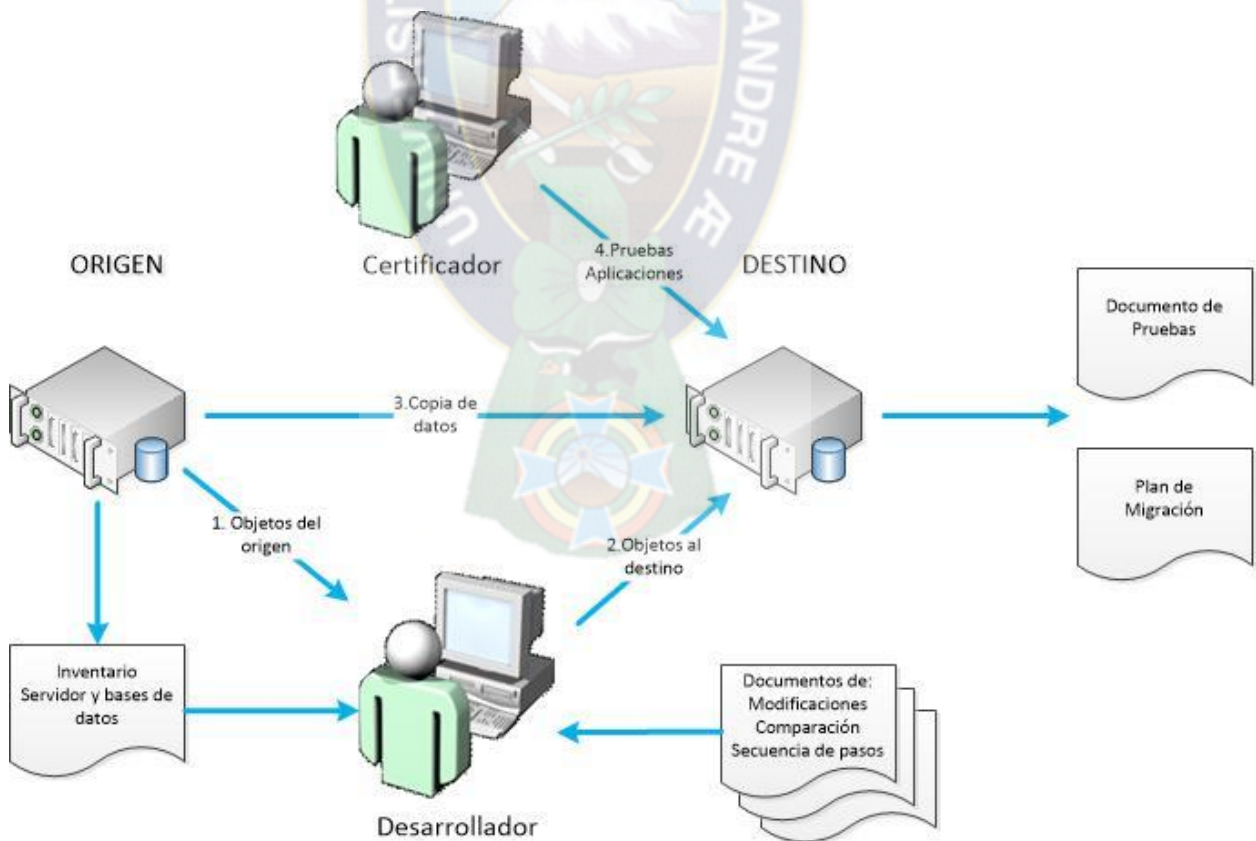 ANDRE Æ
ORIGEN
Certificador
4.Pruebas
Aplicaciones
DESTINO
Documento de
Pruebas
3.Copia de
datos
Plan de
Migración
1. Objetos del
origen
2.Objetos al
destino
Inventario
Servidor y bases de
datos
Documentos de:
Modificaciones
Comparación
Secuencia de pasos
Desarrollador